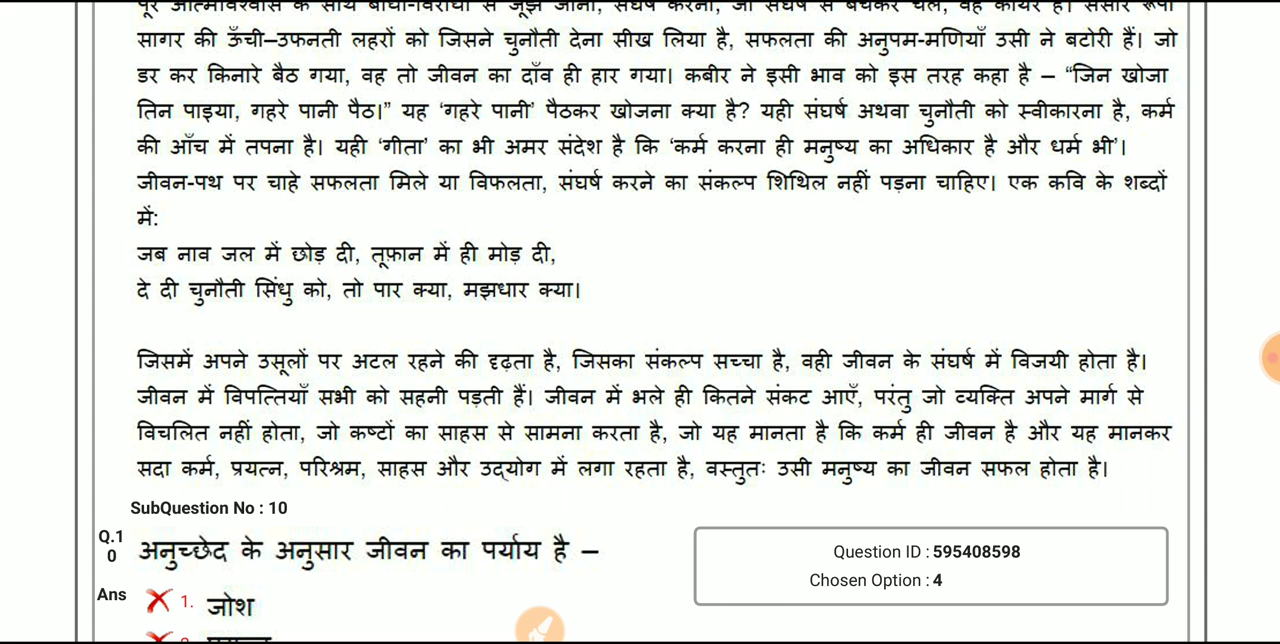 सागर की ऊँची–उफनती लहरों को जिसने चुनौती देना सीख लिया है, सफलता की अनुपम-मणियाँ उसी ने बटोरी हैं। जो
डर कर किनारे बैठ गया, वह तो जीवन का दाँव ही हार गया। कबीर ने इसी भाव को इस तरह कहा है – “जिन खोजा
तिन पाइया, गहरे पानी पैठ।” यह ‘गहरे पानी’ पैठकर खोजना क्या है? यही संघर्ष अथवा चुनौती को स्वीकारना है, कर्म
की आँच में तपना है। यही ‘गीता’ का भी अमर संदेश है कि ‘कर्म करना ही मनुष्य का अधिकार है और धर्म भी’।
जीवन-पथ पर चाहे सफलता मिले या विफलता, संघर्ष करने का संकल्प शिथिल नहीं पड़ना चाहिए। एक कवि के शब्दों
में:
जब नाव जल में छोड़ दी, तूफ़ान में ही मोड़ दी,
दे दी चुनौती सिंधु को, तो पार क्या, मझधार क्या।
जिसमें अपने उसूलों पर अटल रहने की दृढ़ता है, जिसका संकल्प सच्चा है, वही जीवन के संघर्ष में विजयी होता है।
जीवन में विपत्तियाँ सभी को सहनी पड़ती हैं। जीवन में भले ही कितने संकट आएँ, परंतु जो व्यक्ति अपने मार्ग से
विचलित नहीं होता, जो कष्टों का साहस से सामना करता है, जो यह मानता है कि कर्म ही जीवन है और यह मानकर
सदा कर्म, प्रयत्न, परिश्रम, साहस और उद्योग में लगा रहता है, वस्तुतः उसी मनुष्य का जीवन सफल होता है।
SubQuestion No : 10
Q.1
0 अनुच्छेद के अनुसार जीवन का पर्याय है –
Question ID : 595408598
Chosen Option : 4
Ans 1. जोश